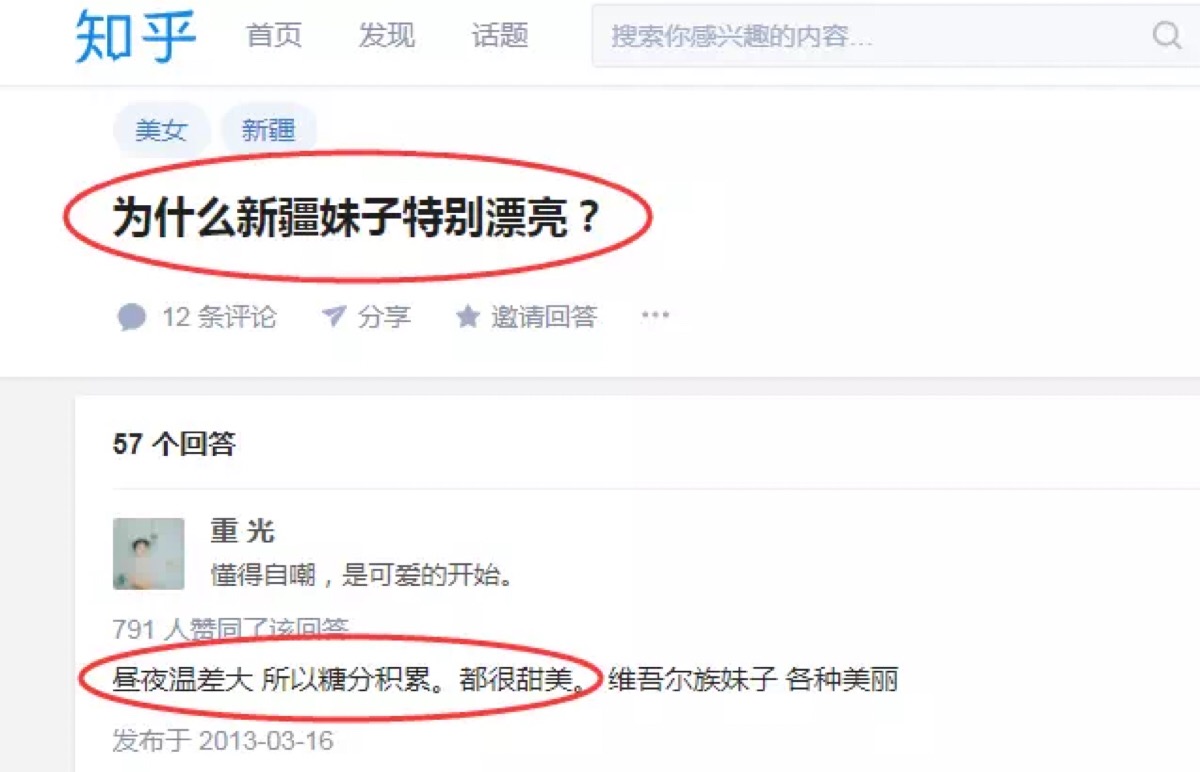 知乎 首页 发现 话题 搜索你感兴趣的内容...
美女 新疆
为什么新疆妹子特别漂亮？
12 条评论 分享 邀请回答 ...
57 个回答
重 光
懂得自嘲，是可爱的开始。
791 人赞同了该回答
昼夜温差大 所以糖分积累。都很甜美。维吾尔族妹子 各种美丽
发布于 2013-03-16